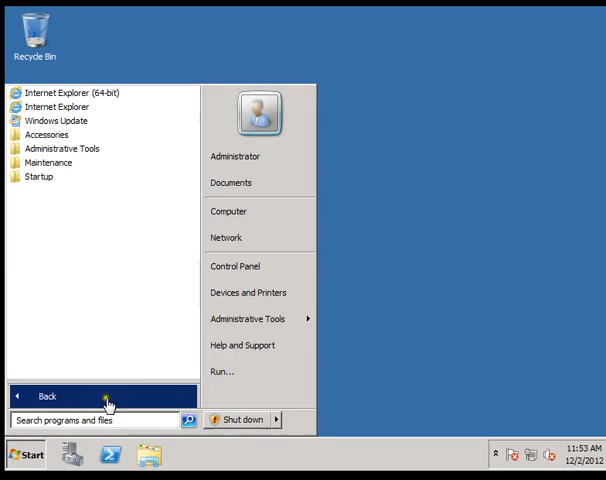 Recycle Bin
Internet Explorer (64-bit)
Internet Explorer
Windows Update
Accessories
Administrative Tools
Maintenance
Startup
Back
Search programs and files
Administrator
Documents
Computer
Network
Control Panel
Devices and Printers
Administrative Tools
Help and Support
Run...
Shut down
Start
11:53 AM
12/2/2012